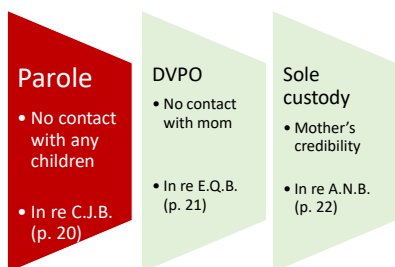 Parole
• No contact
with any
children
• In re C.J.B.
(p. 20)
DVPO
• No contact
with mom
• In re E.Q.B.
(p. 21)
Sole
custody
• Mother's
credibility
• In re A.N.B.
(p. 22)